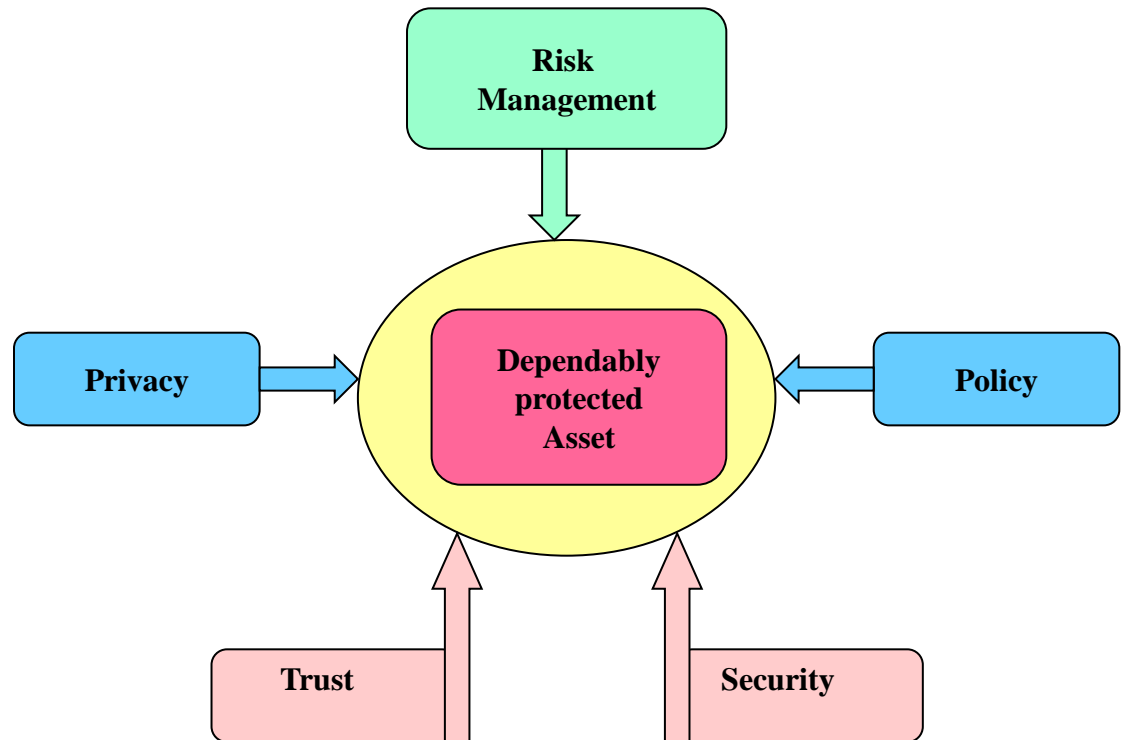 Risk
Management
Privacy
Dependably
protected
Asset
Policy
Trust
Security